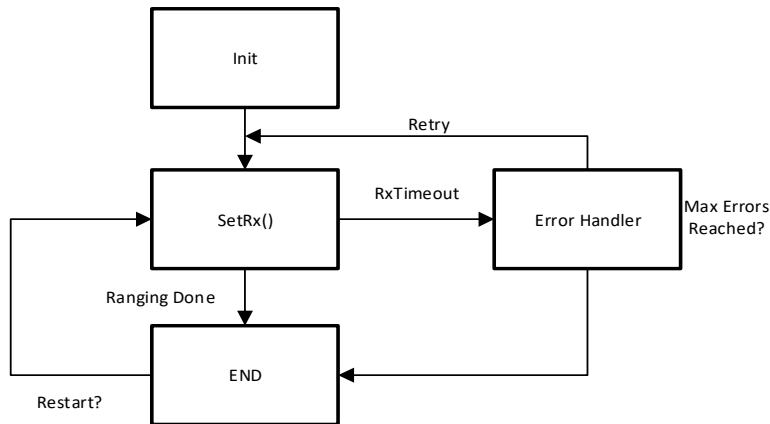 Init
Retry
RxTimeout
SetRx()
Error Handler
Max Errors
Reached?
Ranging Done
END
Restart?